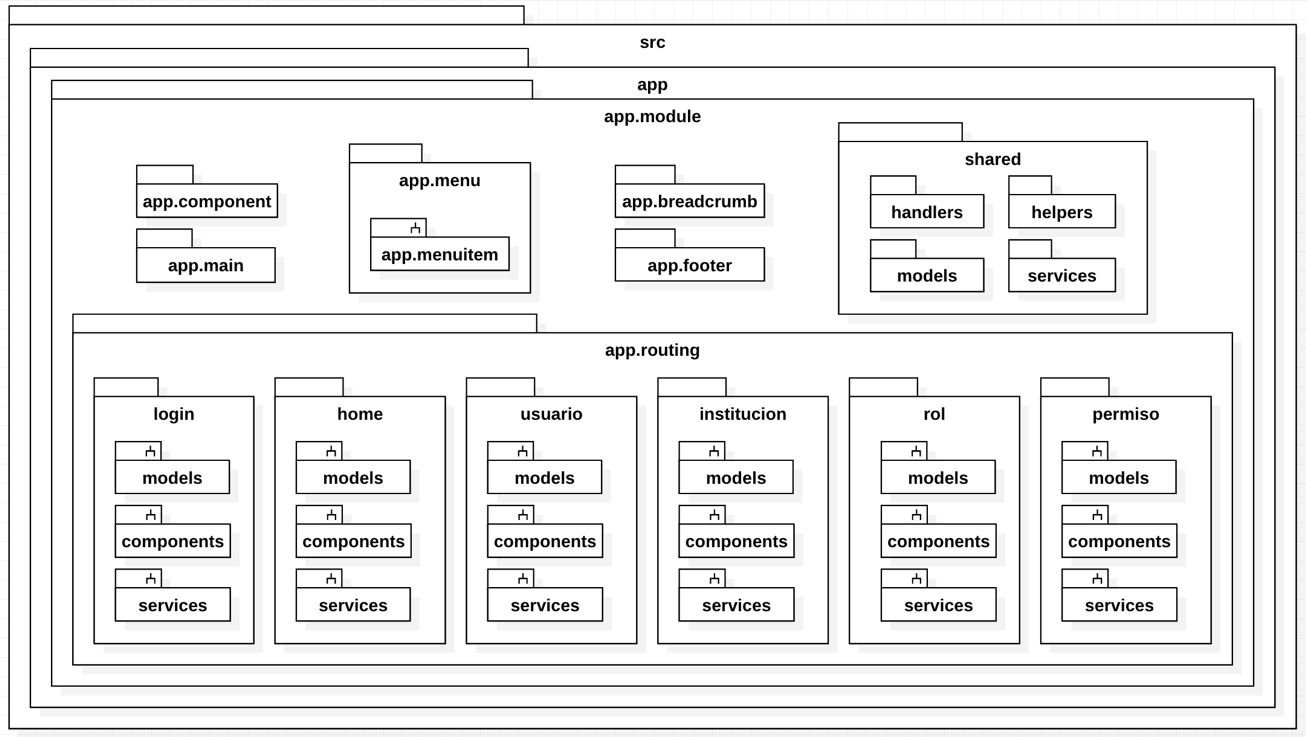 src
app
app.module
app.component
app.main
app.menu
app.menuitem
app.breadcrumb
app.footer
shared
handlers
helpers
models
services
app.routing
login
models
components
services
home
models
components
services
usuario
models
components
services
institucion
models
components
services
rol
models
components
services
permiso
models
components
services